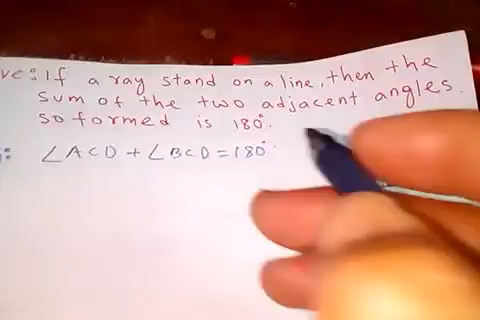 ve: If a ray stand on a line, then the
sum of the two adjacent angles.
so formed is 180°.
: ∠ACD + ∠BCD = 180°.